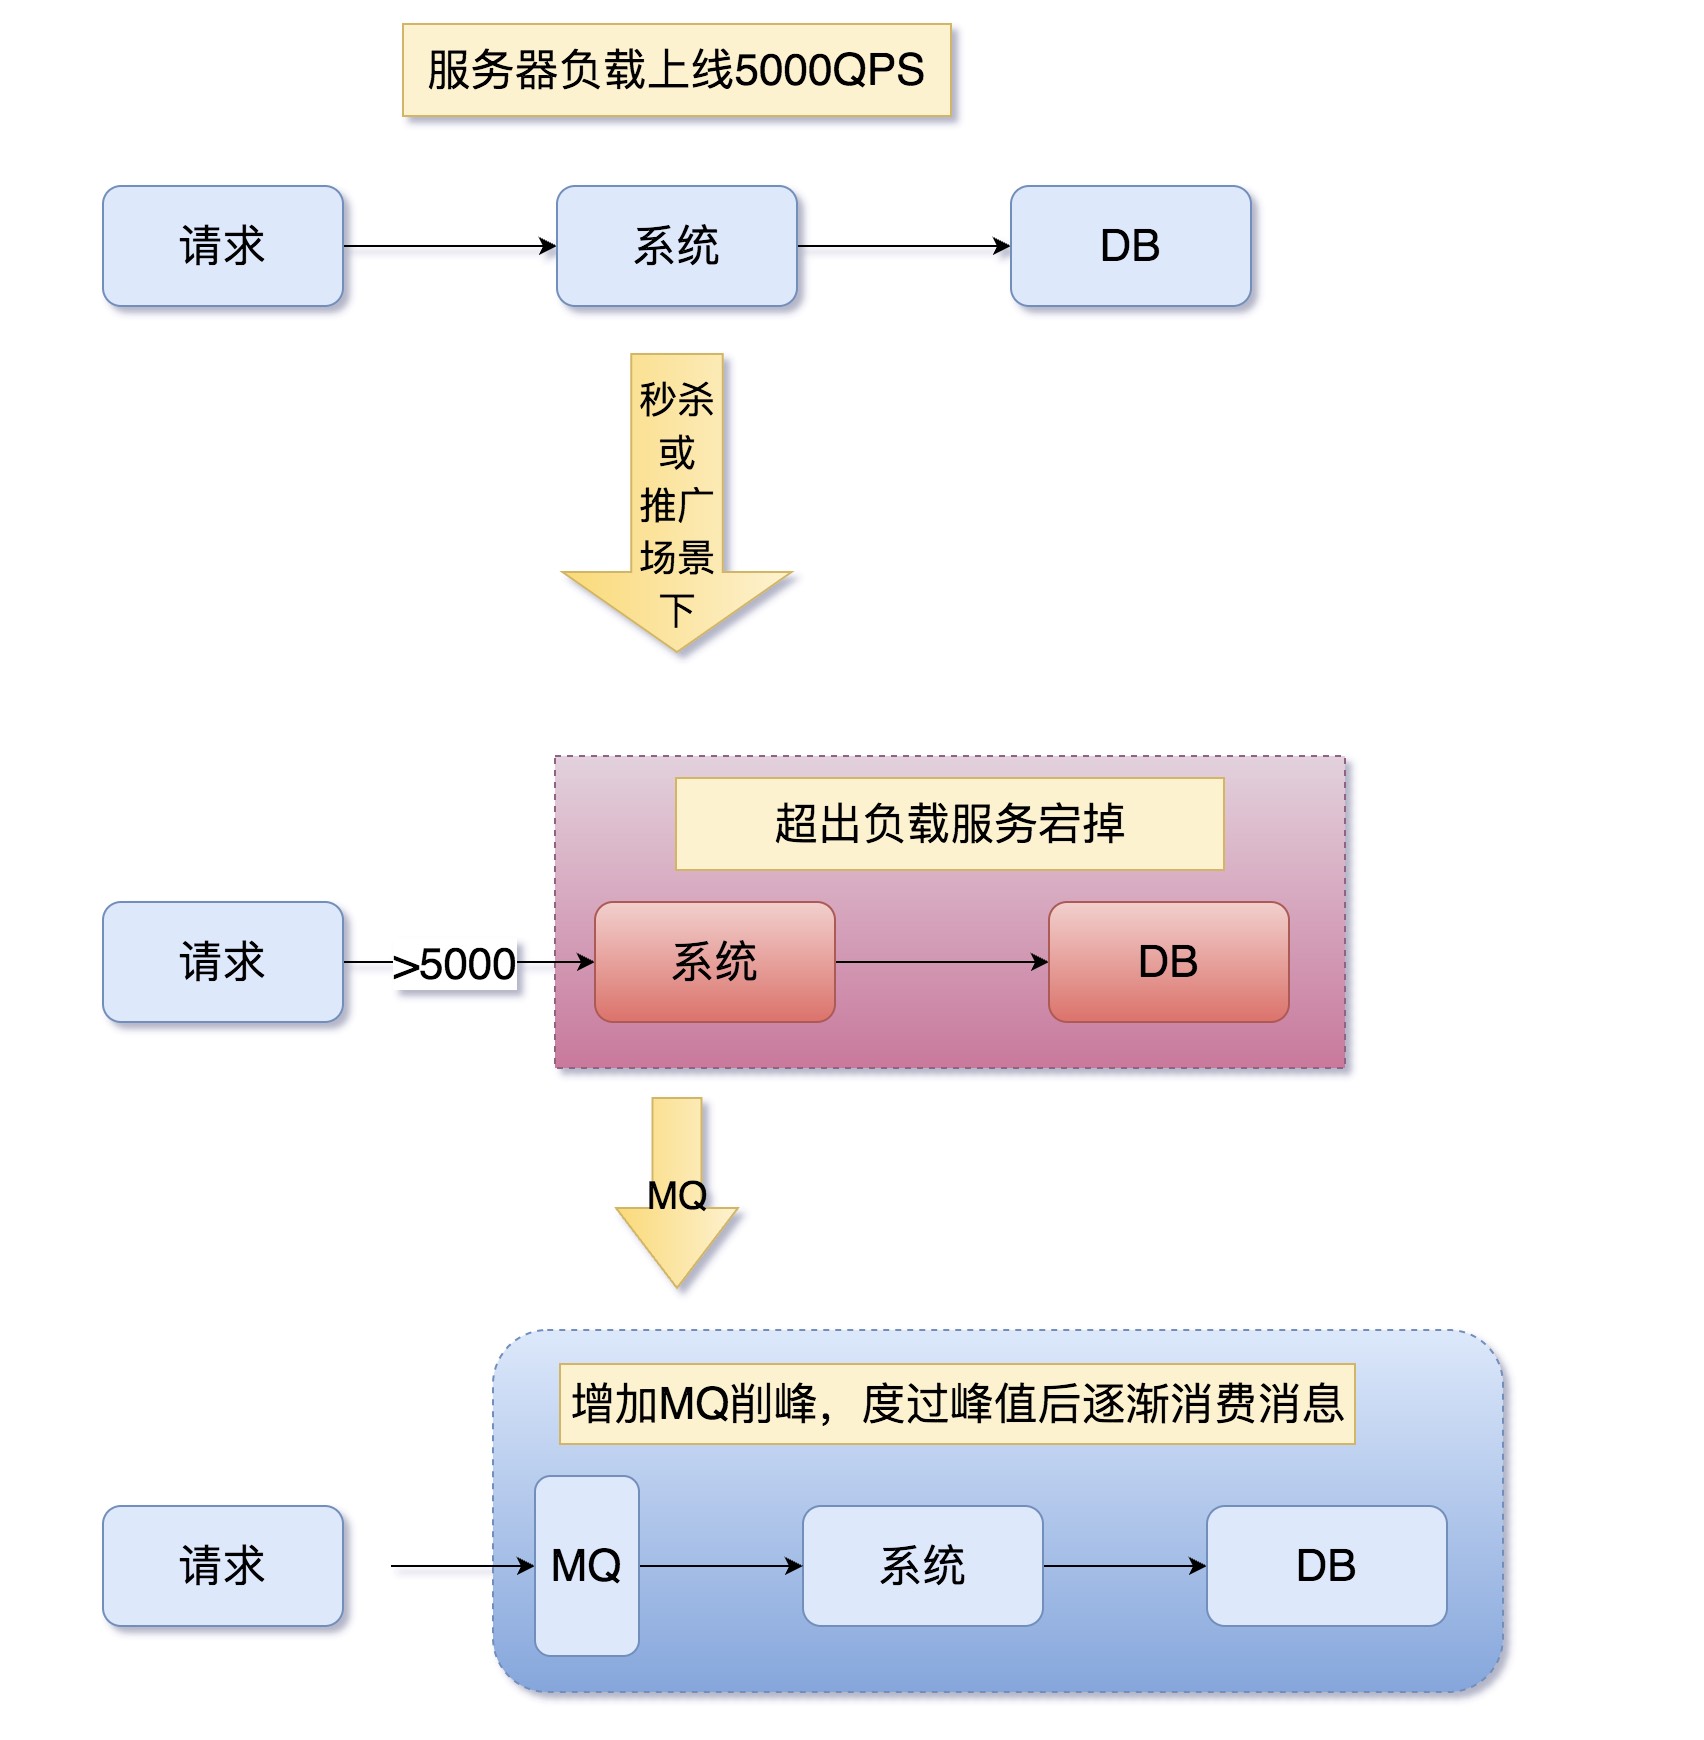 服务器负载上线5000QPS
请求
系统
DB
秒杀
或
推广
场景
下
超出负载服务宕掉
请求
>5000
系统
DB
MQ
增加MQ削峰，度过峰值后逐渐消费消息
请求
MQ
系统
DB